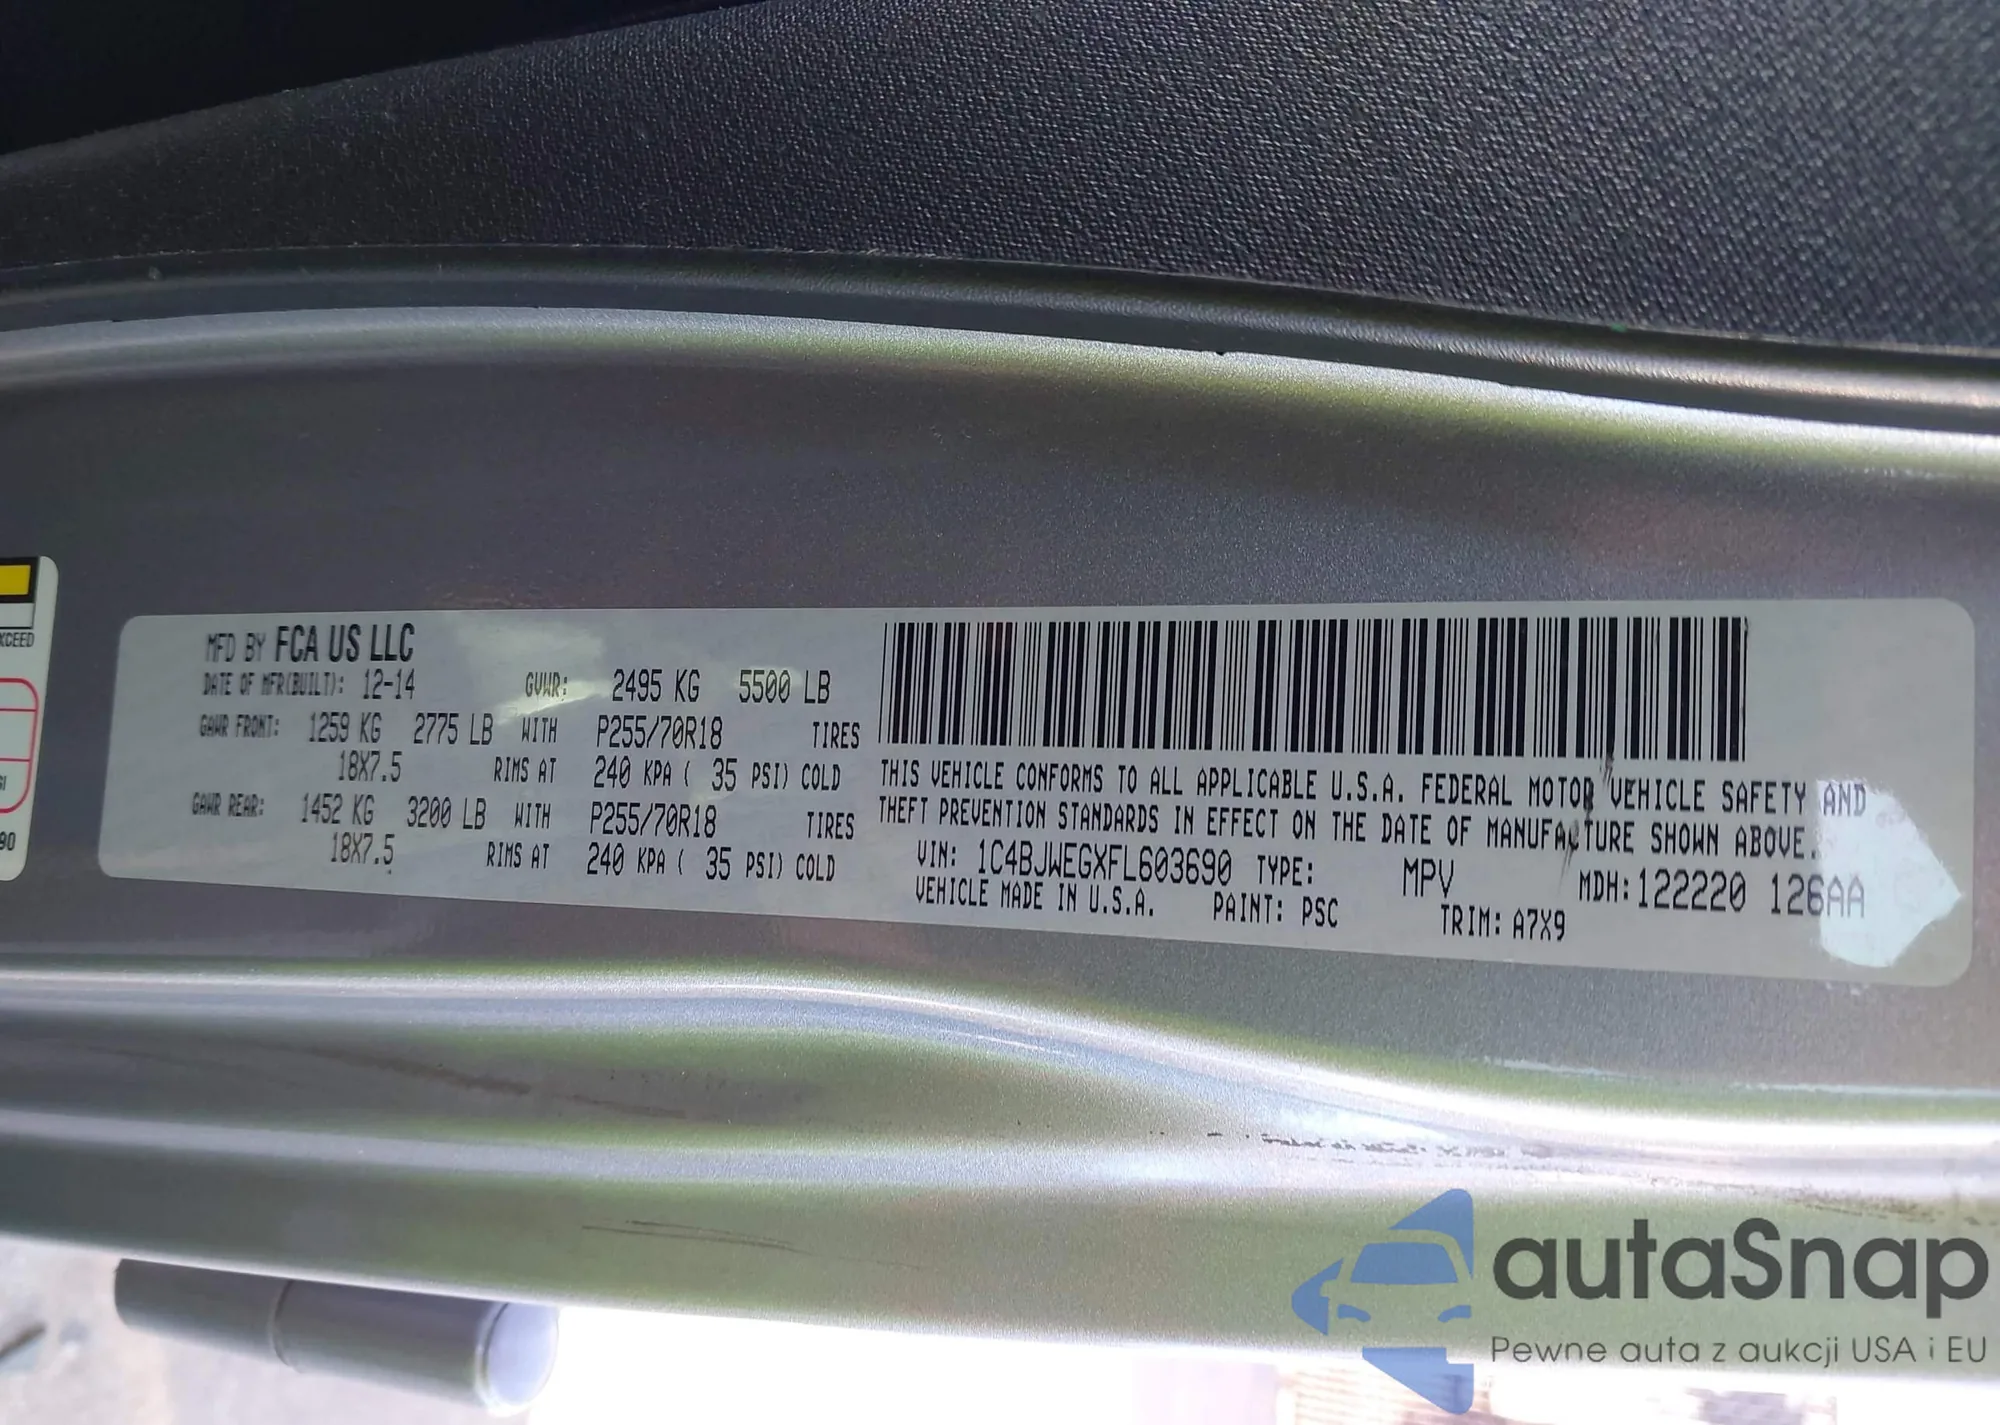 XCEED
SI
90
MFD BY FCA US LLC
DATE OF MFR(BUILT): 12-14 GVWR: 2495 KG 5500 LB
GAWR FRONT: 1259 KG 2775 LB WITH P255/70R18 TIRES
18X7.5 RIMS AT 240 KPA ( 35 PSI) COLD
GAWR REAR: 1452 KG 3200 LB WITH P255/70R18 TIRES
18X7.5 RIMS AT 240 KPA ( 35 PSI) COLD
THIS VEHICLE CONFORMS TO ALL APPLICABLE U.S.A. FEDERAL MOTOR VEHICLE SAFETY AND
THEFT PREVENTION STANDARDS IN EFFECT ON THE DATE OF MANUFACTURE SHOWN ABOVE.
VIN: 1C4BJWEGXFL603690 TYPE: MPV MDH: 122220 126AA
VEHICLE MADE IN U.S.A. PAINT: PSC TRIM: A7X9
autaSnap
Pewne auta z aukcji USA i EU